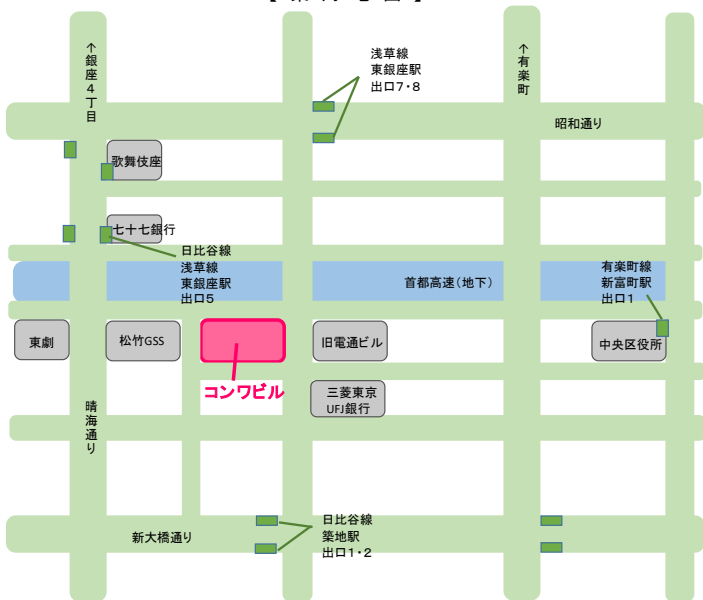 【 案 内 地 図 】
↑銀座4丁目
浅草線
東銀座駅
出口7・8
↑有楽町
昭和通り
歌舞伎座
七十七銀行
日比谷線
浅草線
東銀座駅
出口5
首都高速（地下）
有楽町線
新富町駅
出口1
東劇
松竹GSS
旧電通ビル
中央区役所
コンワビル
三菱東京
UFJ銀行
晴海通り
新大橋通り
日比谷線
築地駅
出口1・2